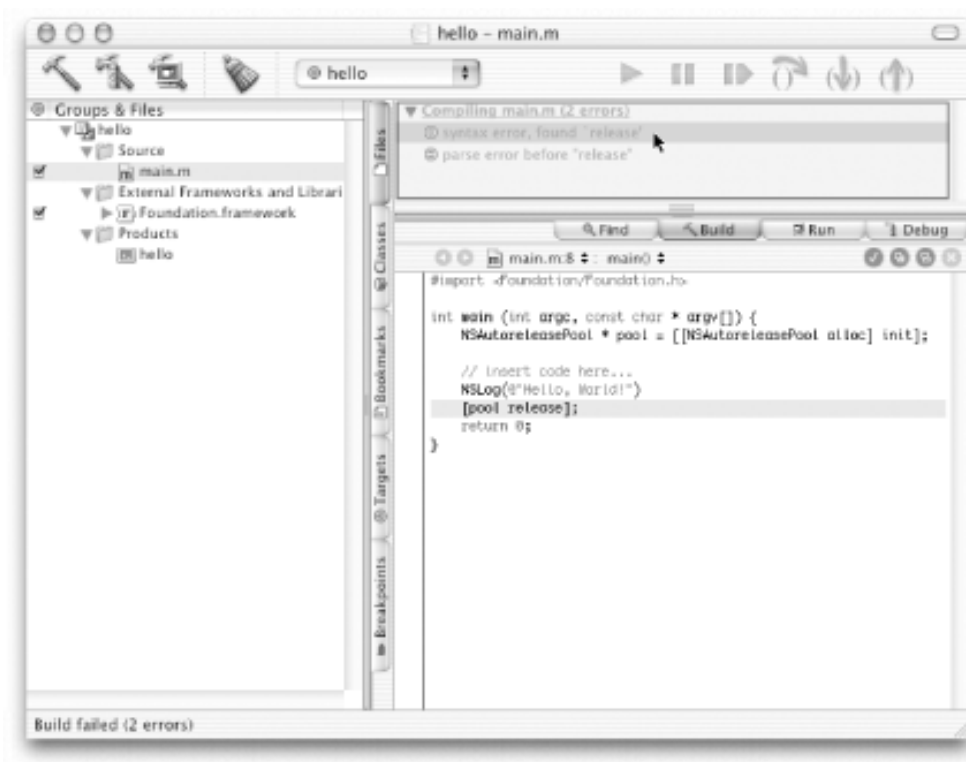 hello – main.m
hello
Groups & Files
hello
Source
main.m
External Frameworks and Librari
Foundation.framework
Products
hello
Files
Classes
Bookmarks
Targets
Breakpoints
Compiling main.m (2 errors)
syntax error, found `release'
parse error before "release"
Find Build Run Debug
main.m:8 : main()
#import <Foundation/Foundation.h>
int main (int argc, const char * argv[]) {
NSAutoreleasePool * pool = [[NSAutoreleasePool alloc] init];
// insert code here...
NSLog(@"Hello, World!")
[pool release];
return 0;
}
Build failed (2 errors)